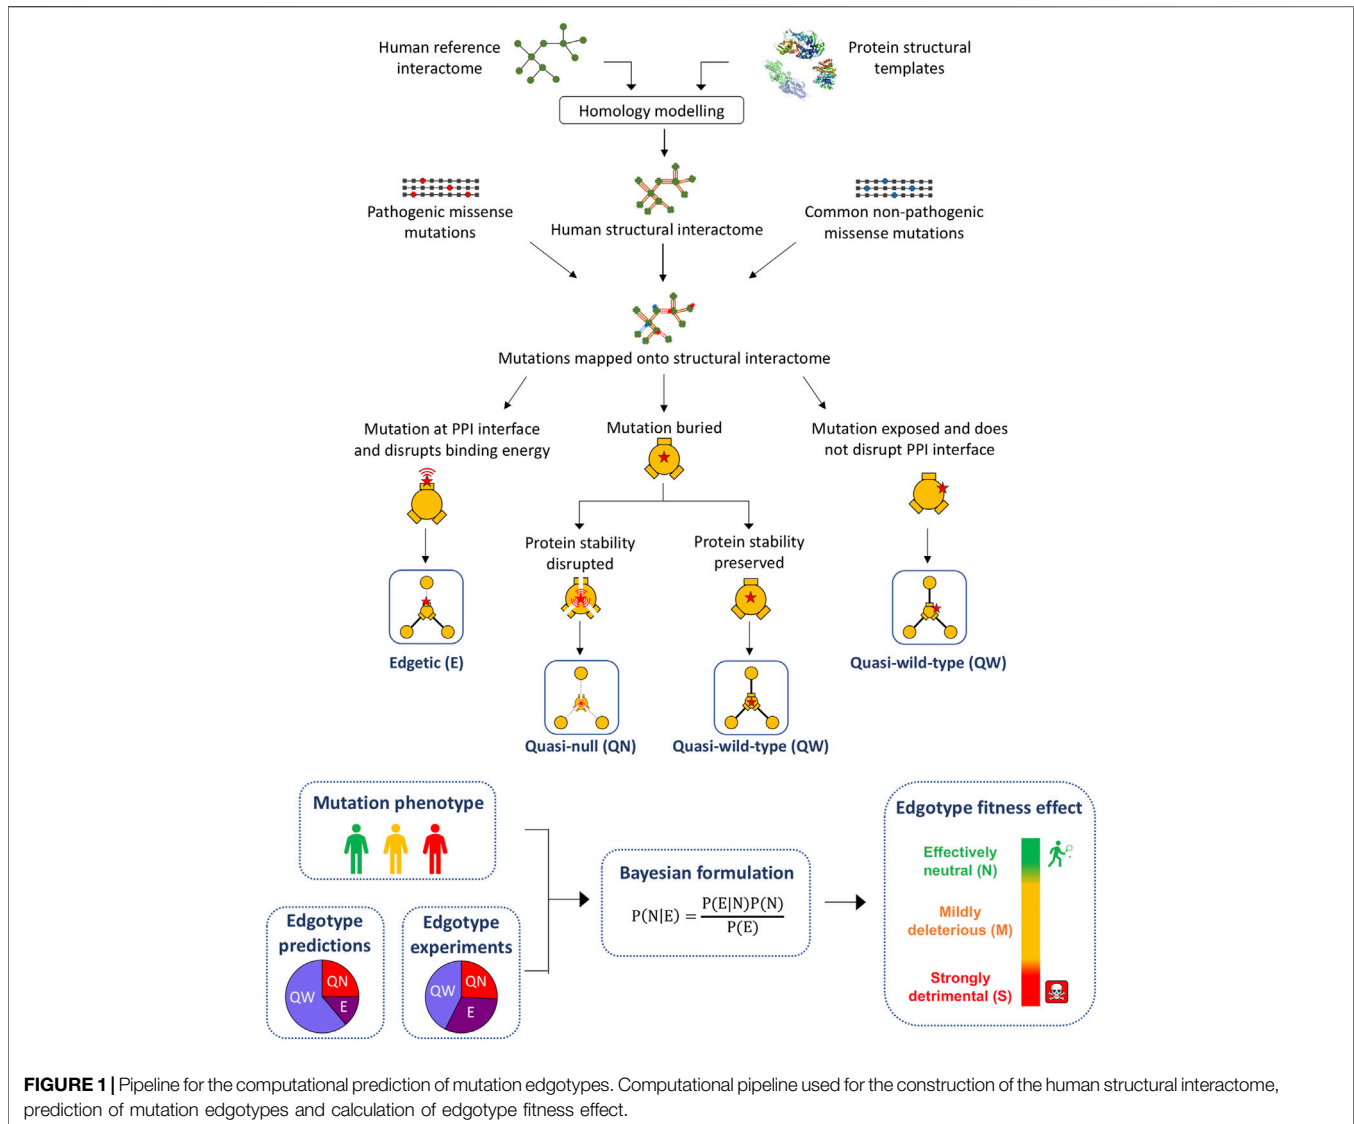 Human reference
interactome
Protein structural
templates
Homology modelling
Pathogenic missense
mutations
Human structural interactome
Common non-pathogenic
missense mutations
Mutations mapped onto structural interactome
Mutation at PPI interface
and disrupts binding energy
Mutation buried
Mutation exposed and does
not disrupt PPI interface
Protein stability
disrupted
Protein stability
preserved
Edgetic (E)
Quasi-null (QN)
Quasi-wild-type (QW)
Quasi-wild-type (QW)
Mutation phenotype
Edgotype
predictions
QW
QN
E
Edgotype
experiments
QW
QN
E
Bayesian formulation
P(N|E) = P(E|N)P(N) / P(E)
Edgotype fitness effect
Effectively
neutral (N)
Mildly
deleterious (M)
Strongly
detrimental (S)
FIGURE 1 | Pipeline for the computational prediction of mutation edgotypes. Computational pipeline used for the construction of the human structural interactome,
prediction of mutation edgotypes and calculation of edgotype fitness effect.